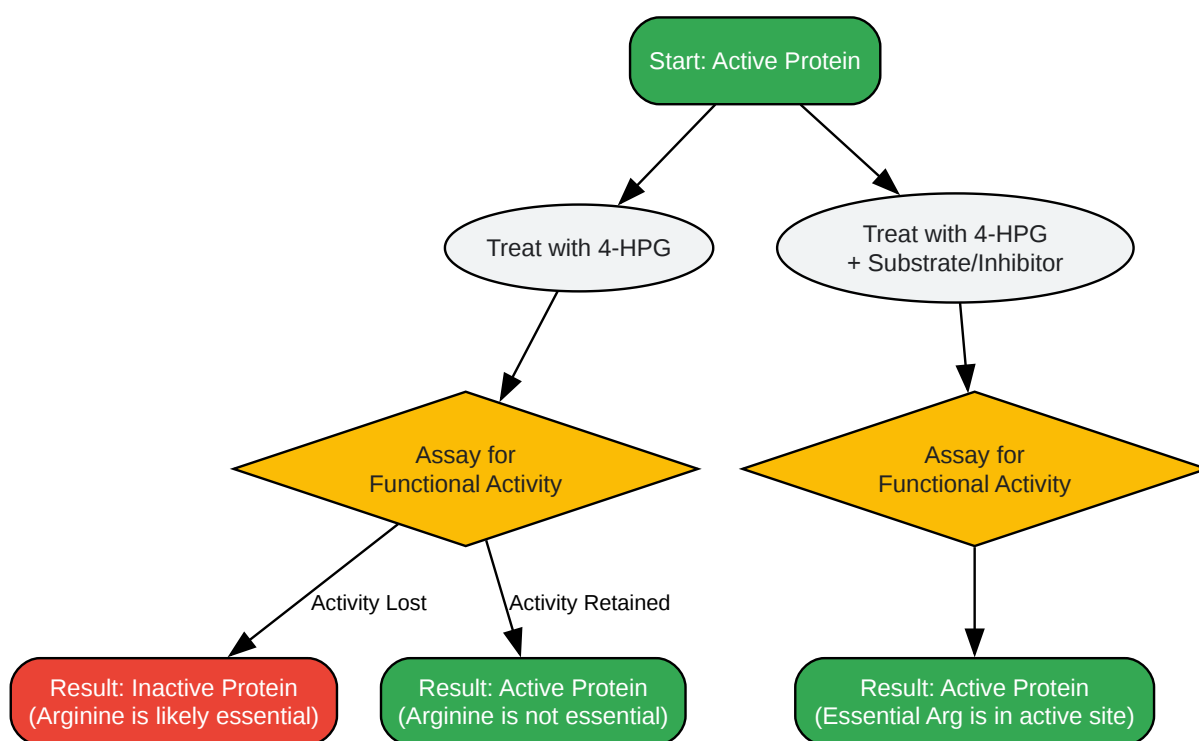 Start: Active Protein
Treat with 4-HPG
Treat with 4-HPG
+ Substrate/Inhibitor
Assay for
Functional Activity
Assay for
Functional Activity
Activity Lost
Activity Retained
Result: Inactive Protein
(Arginine is likely essential)
Result: Active Protein
(Arginine is not essential)
Result: Active Protein
(Essential Arg is in active site)